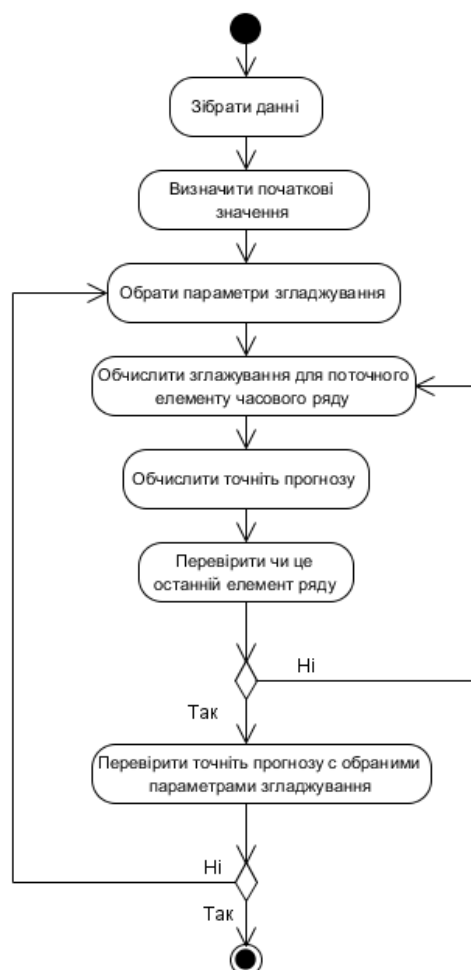 Зібрати данні
Визначити початкові
значення
Обрати параметри згладжування
Обчислити зглажування для поточного
елементу часового ряду
Обчислити точніть прогнозу
Перевірити чи це
останній елемент ряду
Ні
Так
Перевірити точніть прогнозу с обраними
параметрами згладжування
Ні
Так